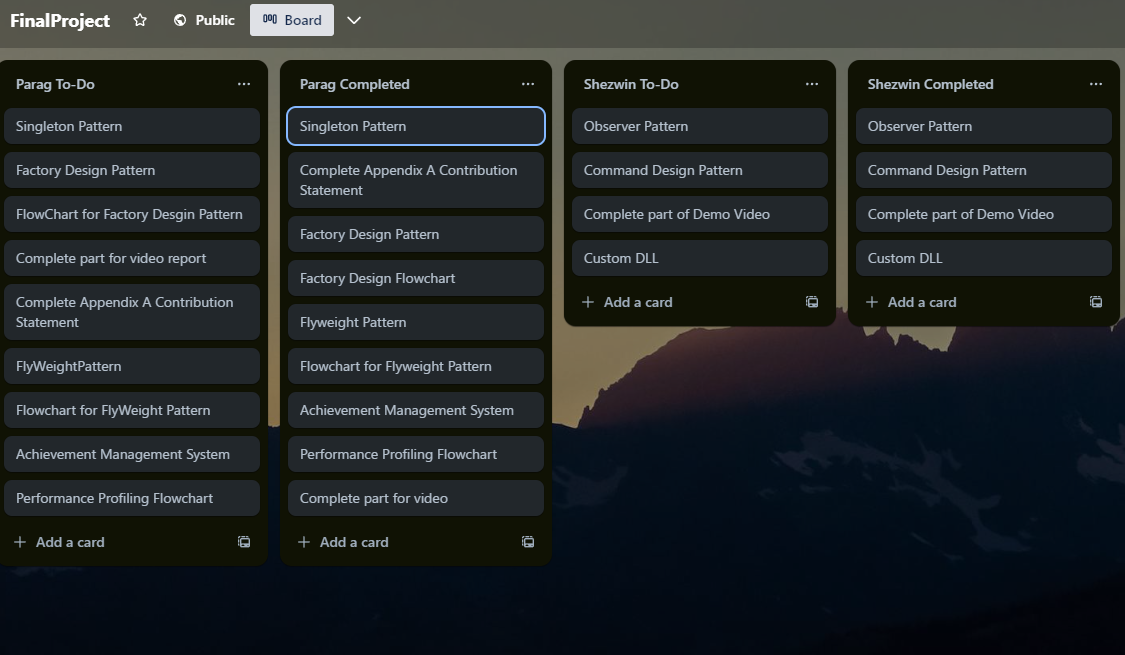 FinalProject
Public
Board
Parag To-Do
Singleton Pattern
Factory Design Pattern
FlowChart for Factory Desgin Pattern
Complete part for video report
Complete Appendix A Contribution
Statement
FlyWeightPattern
Flowchart for FlyWeight Pattern
Achievement Management System
Performance Profiling Flowchart
Add a card
Parag Completed
Singleton Pattern
Complete Appendix A Contribution
Statement
Factory Design Pattern
Factory Design Flowchart
Flyweight Pattern
Flowchart for Flyweight Pattern
Achievement Management System
Performance Profiling Flowchart
Complete part for video
Add a card
Shezwin To-Do
Observer Pattern
Command Design Pattern
Complete part of Demo Video
Custom DLL
Add a card
Shezwin Completed
Observer Pattern
Command Design Pattern
Complete part of Demo Video
Custom DLL
Add a card